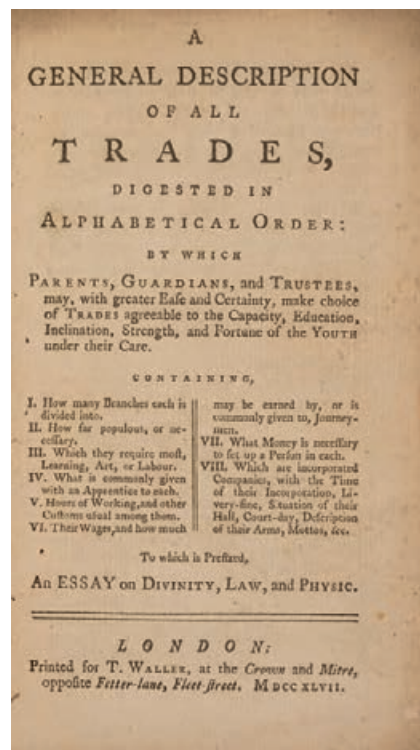 A
GENERAL DESCRIPTION
OF ALL
TRADES,
DIGESTED IN
ALPHABETICAL ORDER:
BY WHICH
PARENTS, GUARDIANS, and TRUSTEES,
may, with greater Eaſe and Certainty, make choice
of TRADES agreeable to the Capacity, Education,
Inclination, Strength, and Fortune of the YOUTH
under their Care.
CONTAINING,
I. How many Branches each is
divided into.
II. How far populous, or ne-
ceſſary.
III. Which they require moſt,
Learning, Art, or Labour.
IV. What is commonly given
with an Apprentice to each.
V. Hours of Working, and other
Cuſtoms uſual among them.
VI. Their Wages, and how much
may be earned by, or is
commonly given to, Journey-
men.
VII. What Money is neceſſary
to ſet up a Perſon in each.
VIII. Which are incorporated
Companies, with the Time
of their Incorporation, Li-
very-fine, Situation of their
Hall, Court-day, Deſcription
of their Arms, Mottos, &c.
To which is Prefixed,
An ESSAY on DIVINITY, LAW, and PHYSIC.
LONDON:
Printed for T. WALLER, at the Crown and Mitre,
oppoſite Fetter-lane, Fleet-ſtreet. MDCCXLVII.